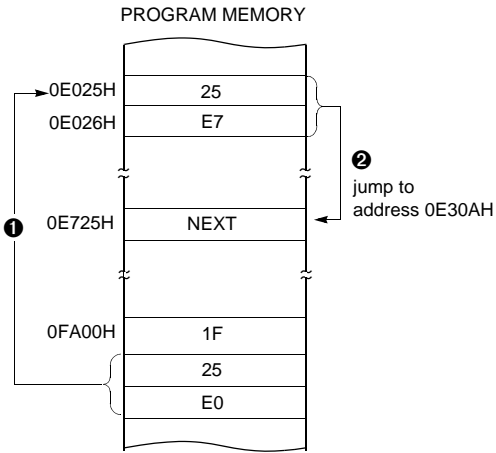 PROGRAM MEMORY
0E025H 25
0E026H E7
❷
jump to
address 0E30AH
❶
0E725H NEXT
0FA00H 1F
25
E0